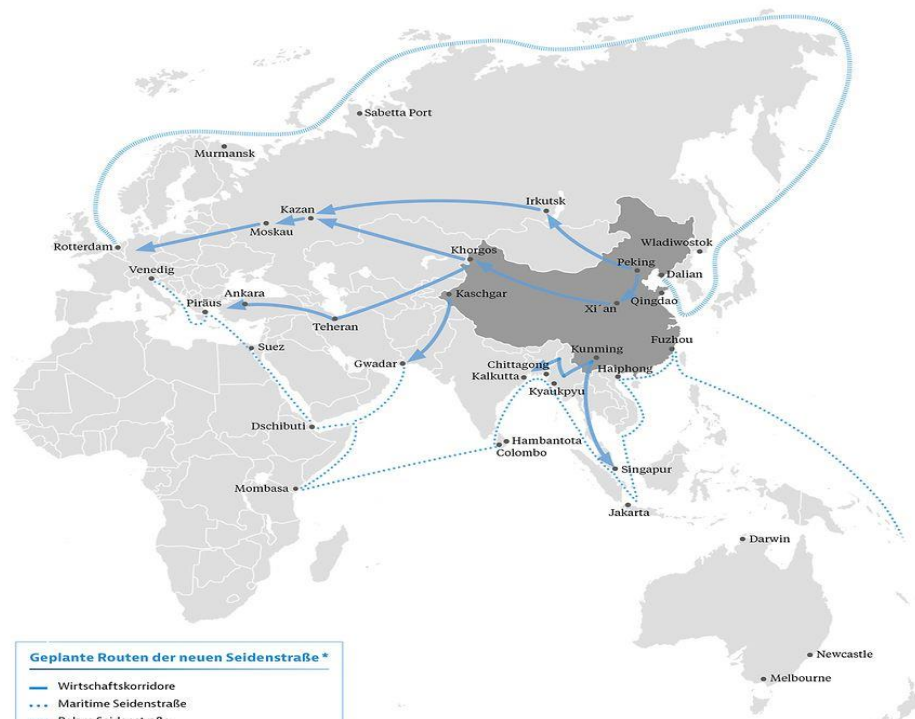 Sabetta Port
Murmansk
Irkutsk
Kazan
Moskau
Wladiwostok
Rotterdam
Khorgos
Peking
Venedig
Dalian
Kaschgar
Ankara
Piräus
Qingdao
Xi´an
Teheran
Fuzhou
Suez
Kunming
Gwadar
Chittagong
Haiphong
Kalkutta
Kyaukpyu
Dschibuti
Hambantota
Colombo
Singapur
Mombasa
Jakarta
Darwin
Newcastle
Melbourne
Geplante Routen der neuen Seidenstraße *
Wirtschaftskorridore
Maritime Seidenstraße